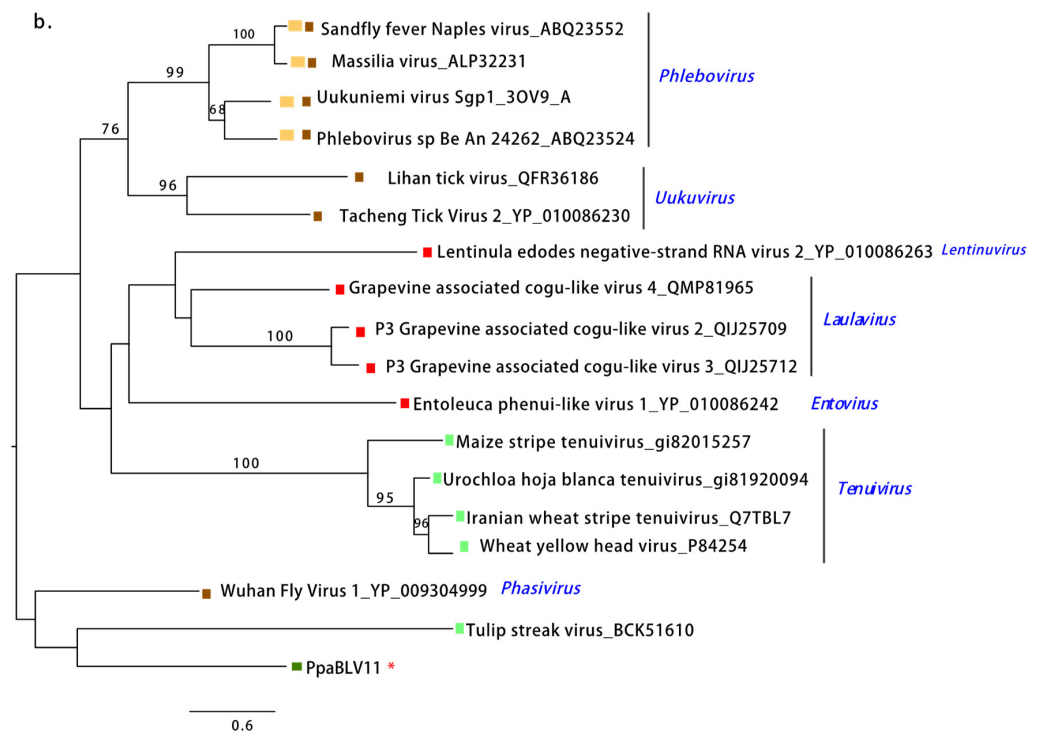 b.
100
Sandfly fever Naples virus_ABQ23552
Massilia virus_ALP32231
Phlebovirus
99
68
Uukuniemi virus Sgp1_3OV9_A
Phlebovirus sp Be An 24262_ABQ23524
76
96
Lihan tick virus_QFR36186
Uukuvirus
Tacheng Tick Virus 2_YP_010086230
Lentinula edodes negative-strand RNA virus 2_YP_010086263 Lentinuvirus
Grapevine associated cogu-like virus 4_QMP81965
Laulavirus
100
P3 Grapevine associated cogu-like virus 2_QIJ25709
P3 Grapevine associated cogu-like virus 3_QIJ25712
Entoleuca phenui-like virus 1_YP_010086242 Entovirus
Maize stripe tenuivirus_gi82015257
100
Urochloa hoja blanca tenuivirus_gi81920094
Tenuivirus
95
96
Iranian wheat stripe tenuivirus_Q7TBL7
Wheat yellow head virus_P84254
Wuhan Fly Virus 1_YP_009304999 Phasivirus
Tulip streak virus_BCK51610
PpaBLV11 *
0.6